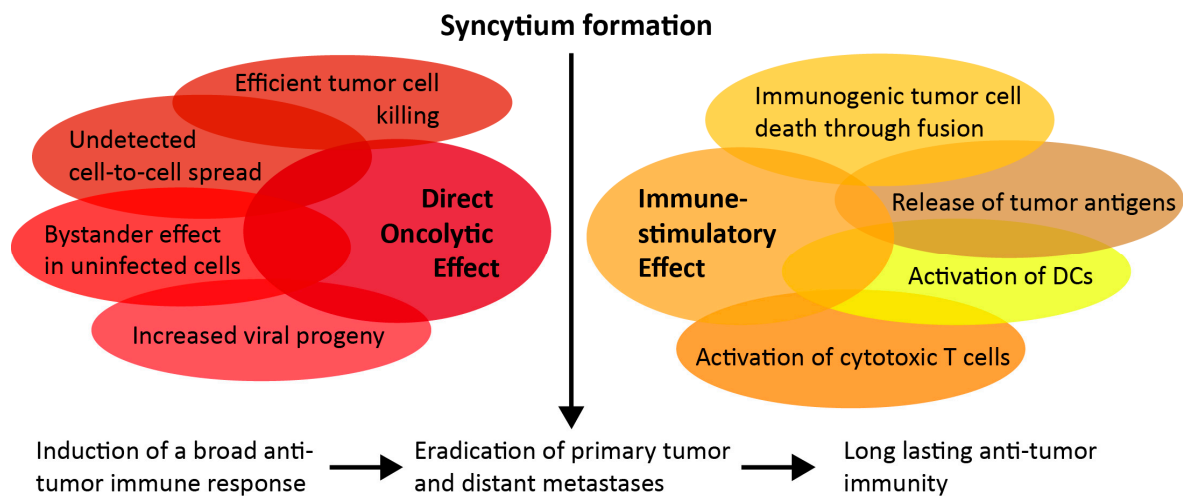 Syncytium formation
Efficient tumor cell
killing
Undetected
cell-to-cell spread
Bystander effect
in uninfected cells
Increased viral progeny
Direct
Oncolytic
Effect
Immune-
stimulatory
Effect
Immunogenic tumor cell
death through fusion
Release of tumor antigens
Activation of DCs
Activation of cytotoxic T cells
Induction of a broad anti-
tumor immune response
Eradication of primary tumor
and distant metastases
Long lasting anti-tumor
immunity